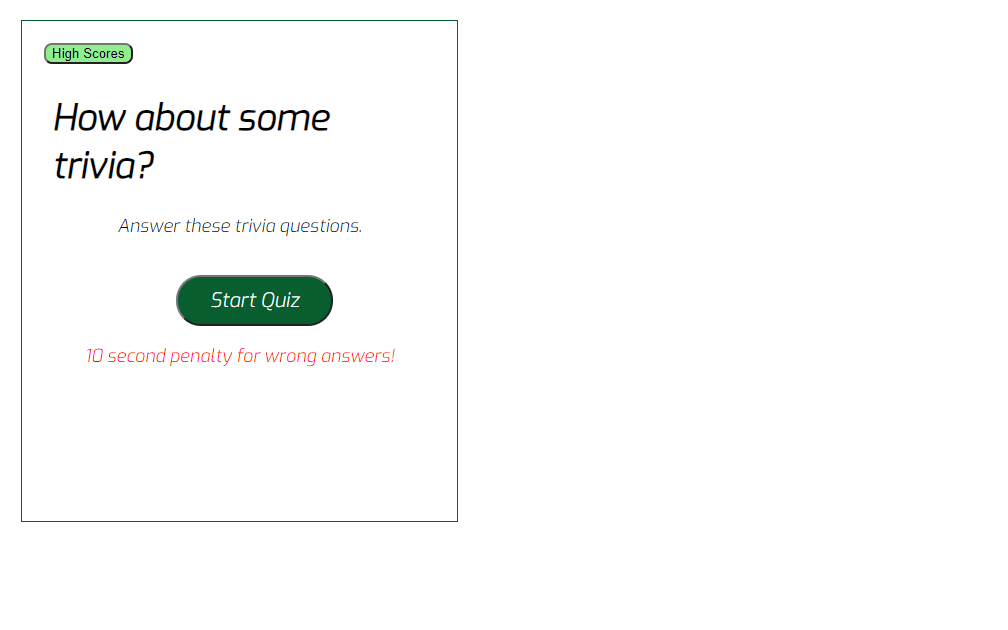 High Scores
How about some
trivia?
Answer these trivia questions.
Start Quiz
10 second penalty for wrong answers!